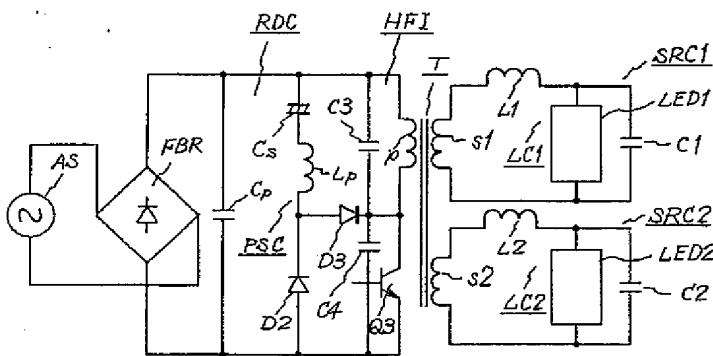 RDC
HFI
T
SRC1
LED1
AS
FBR
Cs
C3
p
s1
L1
LC1
C1
Cp
Lp
PSC
D3
D2
C4
Q3
SRC2
LED2
s2
L2
LC2
C2